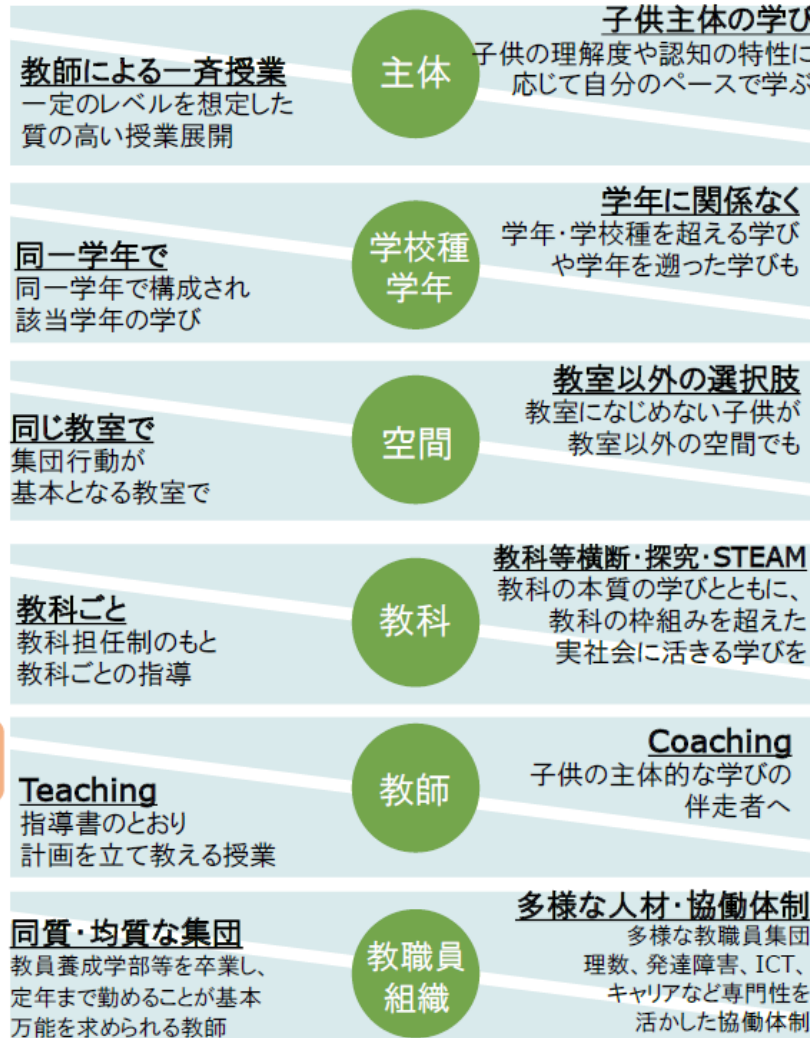 教師による一斉授業
一定のレベルを想定した
質の高い授業展開
主体
子供主体の学び
子供の理解度や認知の特性に
応じて自分のペースで学ぶ
同一学年で
同一学年で構成され
該当学年の学び
学校種
学年
学年に関係なく
学年・学校種を超える学び
や学年を遡った学びも
同じ教室で
集団行動が
基本となる教室で
空間
教室以外の選択肢
教室になじめない子供が
教室以外の空間でも
教科ごと
教科担任制のもと
教科ごとの指導
教科
教科等横断・探究・STEAM
教科の本質の学びとともに、
教科の枠組みを超えた
実社会に活きる学びを
Teaching
指導書のとおり
計画を立て教える授業
教師
Coaching
子供の主体的な学びの
伴走者へ
同質・均質な集団
教員養成学部等を卒業し、
定年まで勤めることが基本
万能を求められる教師
教職員
組織
多様な人材・協働体制
多様な教職員集団
理数、発達障害、ICT、
キャリアなど専門性を
活かした協働体制